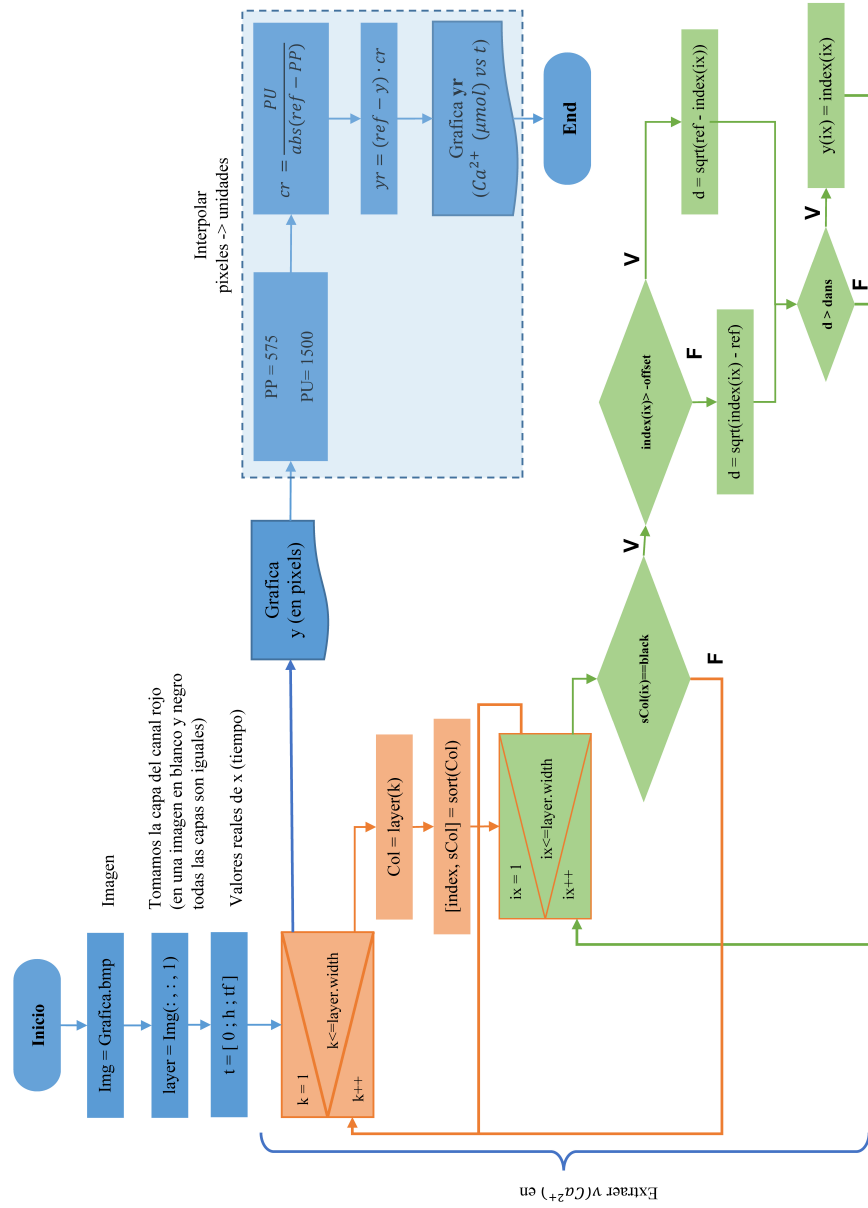 Inicio
Img = Grafica.bmp
Imagen
layer = Img(: , : , 1)
Tomamos la capa del canal rojo
(en una imagen en blanco y negro
todas las capas son iguales)
t = [ 0 ; h ; tf ]
Valores reales de x (tiempo)
k = 1
k<=layer.width
k++
Grafica
y (en pixels)
Interpolar
pixeles -> unidades
PP = 575
PU= 1500
cr = PU / abs(ref − PP)
yr = (ref − y) · cr
Grafica yr
(Ca²⁺ (μmol) vs t)
End
Col = layer(k)
[index, sCol] = sort(Col)
ix = 1
ix<=layer.width
ix++
sCol(ix)==black
V
F
index(ix)> -offset
V
F
d = sqrt(ref - index(ix))
d = sqrt(index(ix) - ref)
d > dans
V
F
y(ix) = index(ix)
Extraer y(Ca²⁺) en